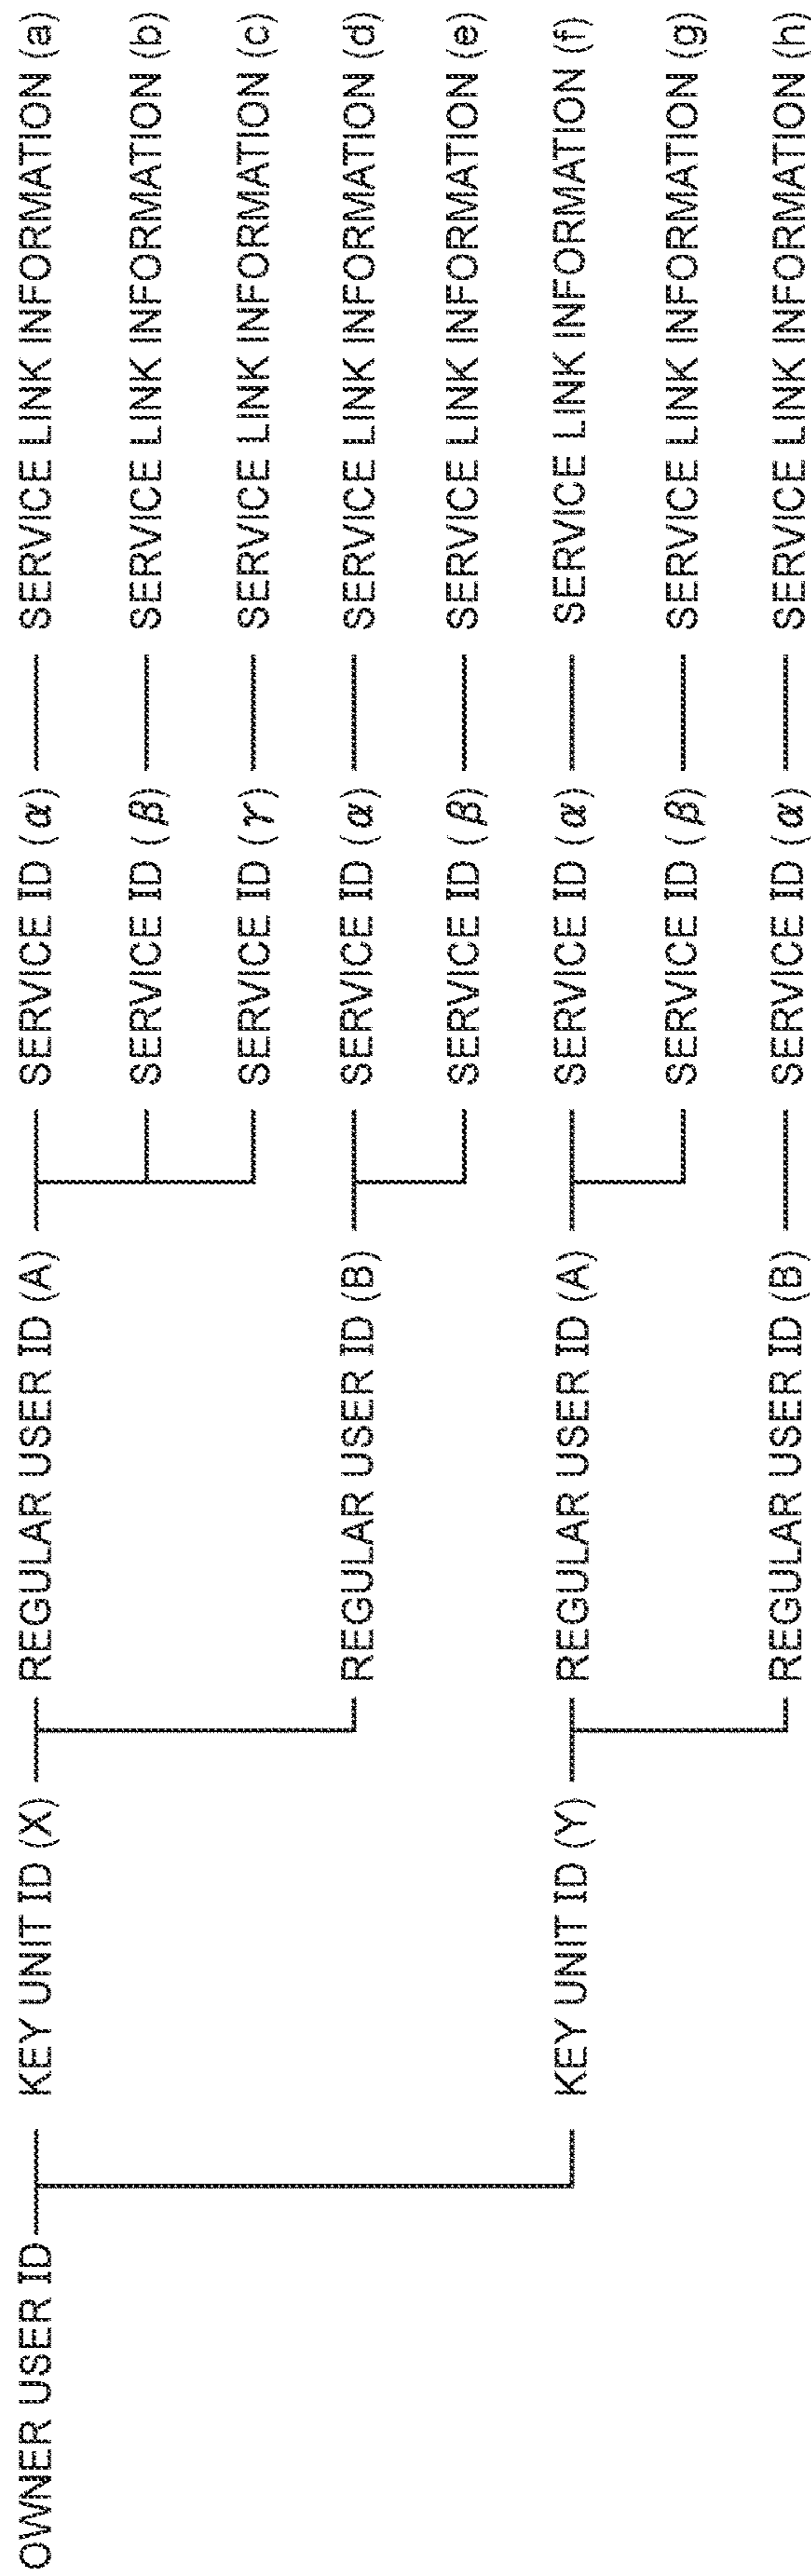 OWNER USER ID
KEY UNIT ID (X)
REGULAR USER ID (A)
SERVICE ID (α)
SERVICE LINK INFORMATION (a)
SERVICE ID (β)
SERVICE LINK INFORMATION (b)
SERVICE ID (γ)
SERVICE LINK INFORMATION (c)
REGULAR USER ID (B)
SERVICE ID (α)
SERVICE LINK INFORMATION (d)
SERVICE ID (β)
SERVICE LINK INFORMATION (e)
KEY UNIT ID (Y)
REGULAR USER ID (A)
SERVICE ID (α)
SERVICE LINK INFORMATION (f)
SERVICE ID (β)
SERVICE LINK INFORMATION (g)
REGULAR USER ID (B)
SERVICE ID (α)
SERVICE LINK INFORMATION (h)